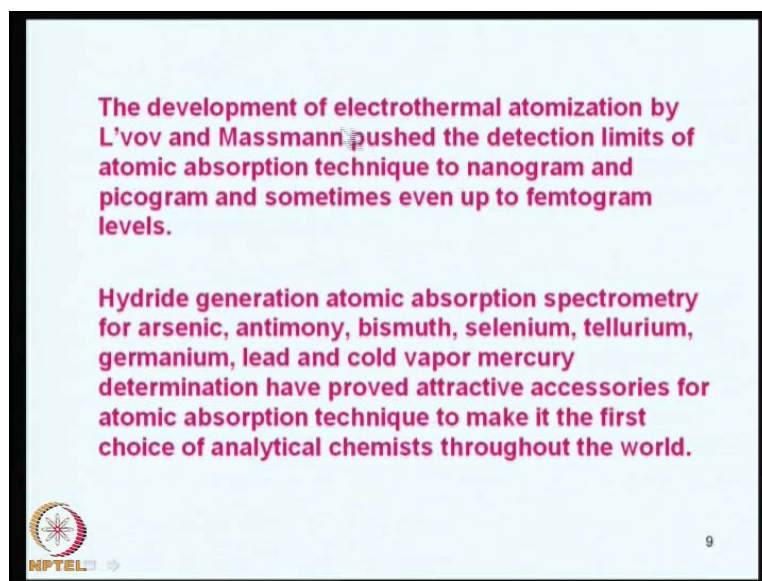 The development of electrothermal atomization by
L'vov and Massmann pushed the detection limits of
atomic absorption technique to nanogram and
picogram and sometimes even up to femtogram
levels.
Hydride generation atomic absorption spectrometry
for arsenic, antimony, bismuth, selenium, tellurium,
germanium, lead and cold vapor mercury
determination have proved attractive accessories for
atomic absorption technique to make it the first
choice of analytical chemists throughout the world.
9
NPTEL